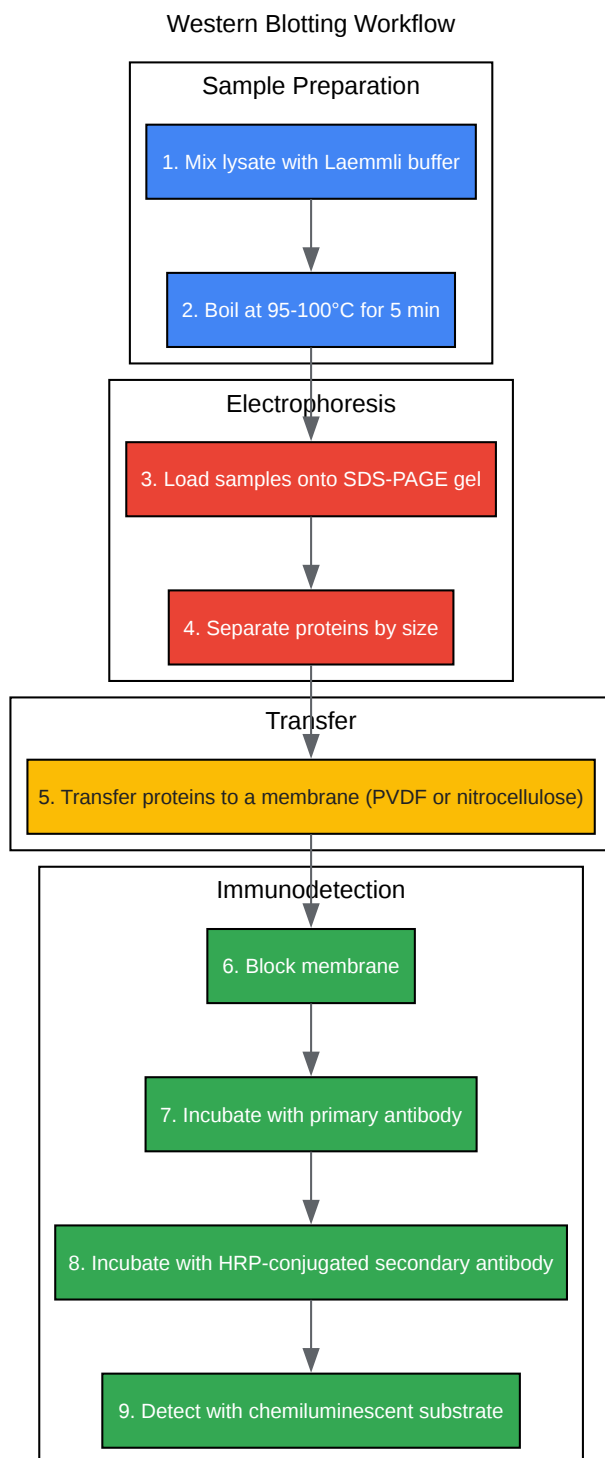 Western Blotting Workflow
Sample Preparation
1. Mix lysate with Laemmli buffer
2. Boil at 95-100°C for 5 min
Electrophoresis
3. Load samples onto SDS-PAGE gel
4. Separate proteins by size
Transfer
5. Transfer proteins to a membrane (PVDF or nitrocellulose)
Immunodetection
6. Block membrane
7. Incubate with primary antibody
8. Incubate with HRP-conjugated secondary antibody
9. Detect with chemiluminescent substrate